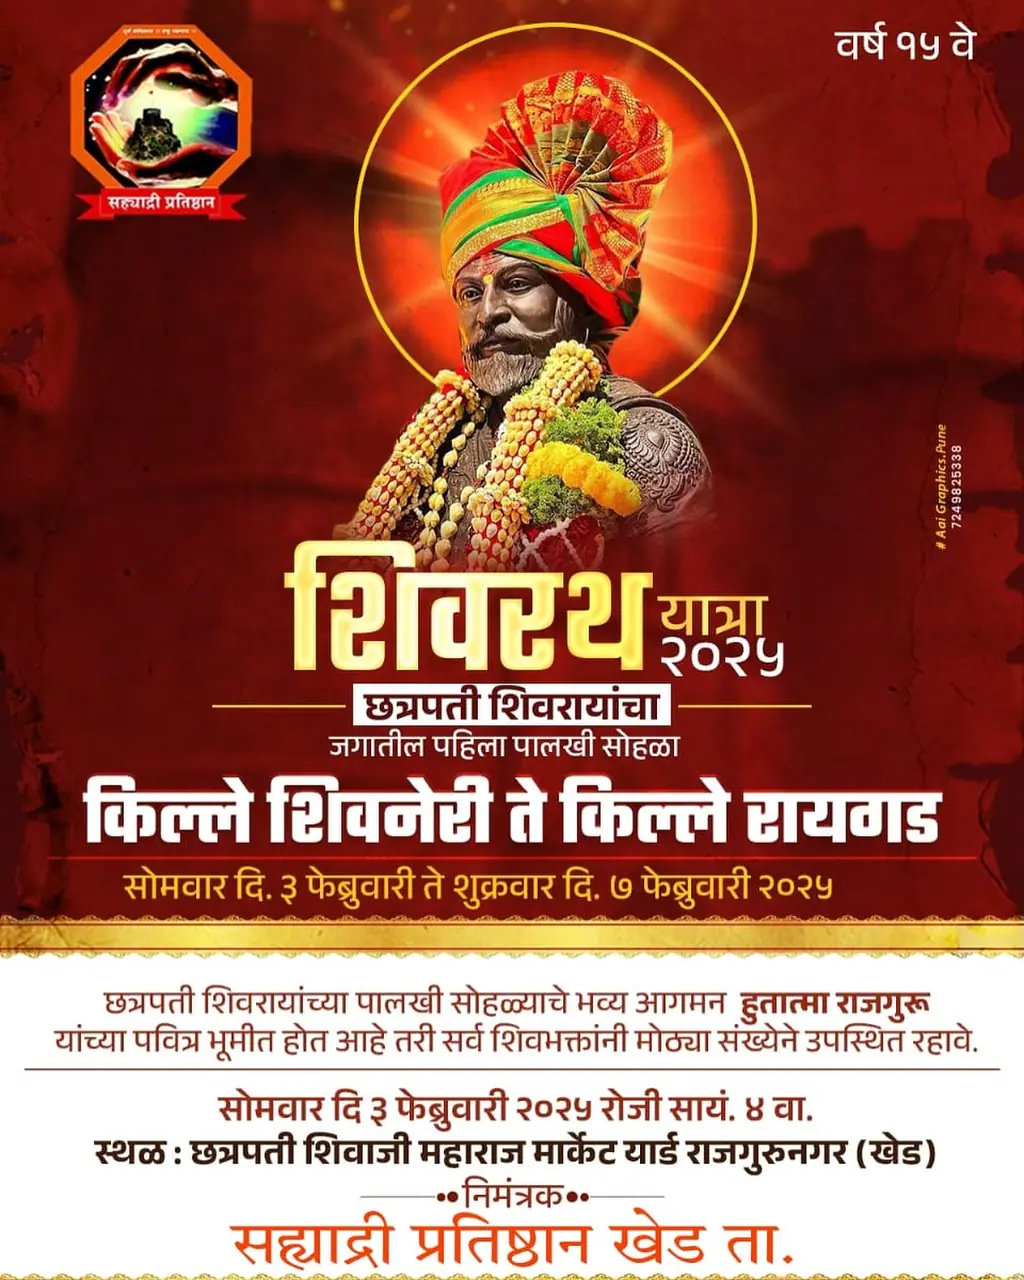 वर्ष १५ वे
सह्याद्री प्रतिष्ठान
# Aai Graphics.Pune
7249825338
शिवरथ यात्रा
२०२५
छत्रपती शिवरायांचा
जगातील पहिला पालखी सोहळा
किल्ले शिवनेरी ते किल्ले रायगड
सोमवार दि. ३ फेब्रुवारी ते शुक्रवार दि. ७ फेब्रुवारी २०२५
छत्रपती शिवरायांच्या पालखी सोहळ्याचे भव्य आगमन हुतात्मा राजगुरू
यांच्या पवित्र भूमीत होत आहे तरी सर्व शिवभक्तांनी मोठ्या संख्येने उपस्थित रहावे.
सोमवार दि ३ फेब्रुवारी २०२५ रोजी सायं. ४ वा.
स्थळ : छत्रपती शिवाजी महाराज मार्केट यार्ड राजगुरुनगर (खेड)
••निमंत्रक••
सह्याद्री प्रतिष्ठान खेड ता.